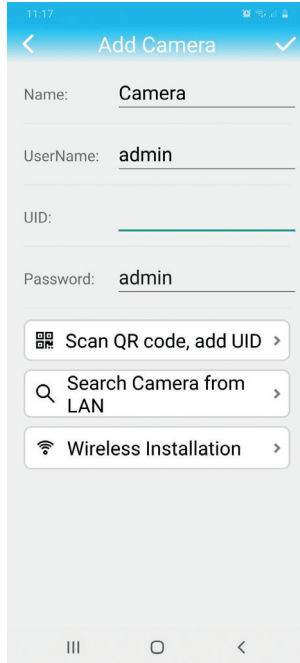 11:17
Add Camera
Name: Camera
UserName: admin
UID:
Password: admin
Scan QR code, add UID
Search Camera from
LAN
Wireless Installation